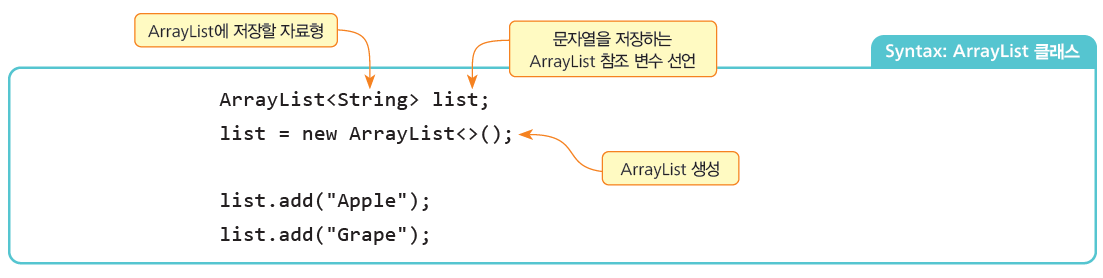 ArrayList에 저장할 자료형
문자열을 저장하는
ArrayList 참조 변수 선언
Syntax: ArrayList 클래스
ArrayList<String> list;
list = new ArrayList<>();
ArrayList 생성
list.add("Apple");
list.add("Grape");